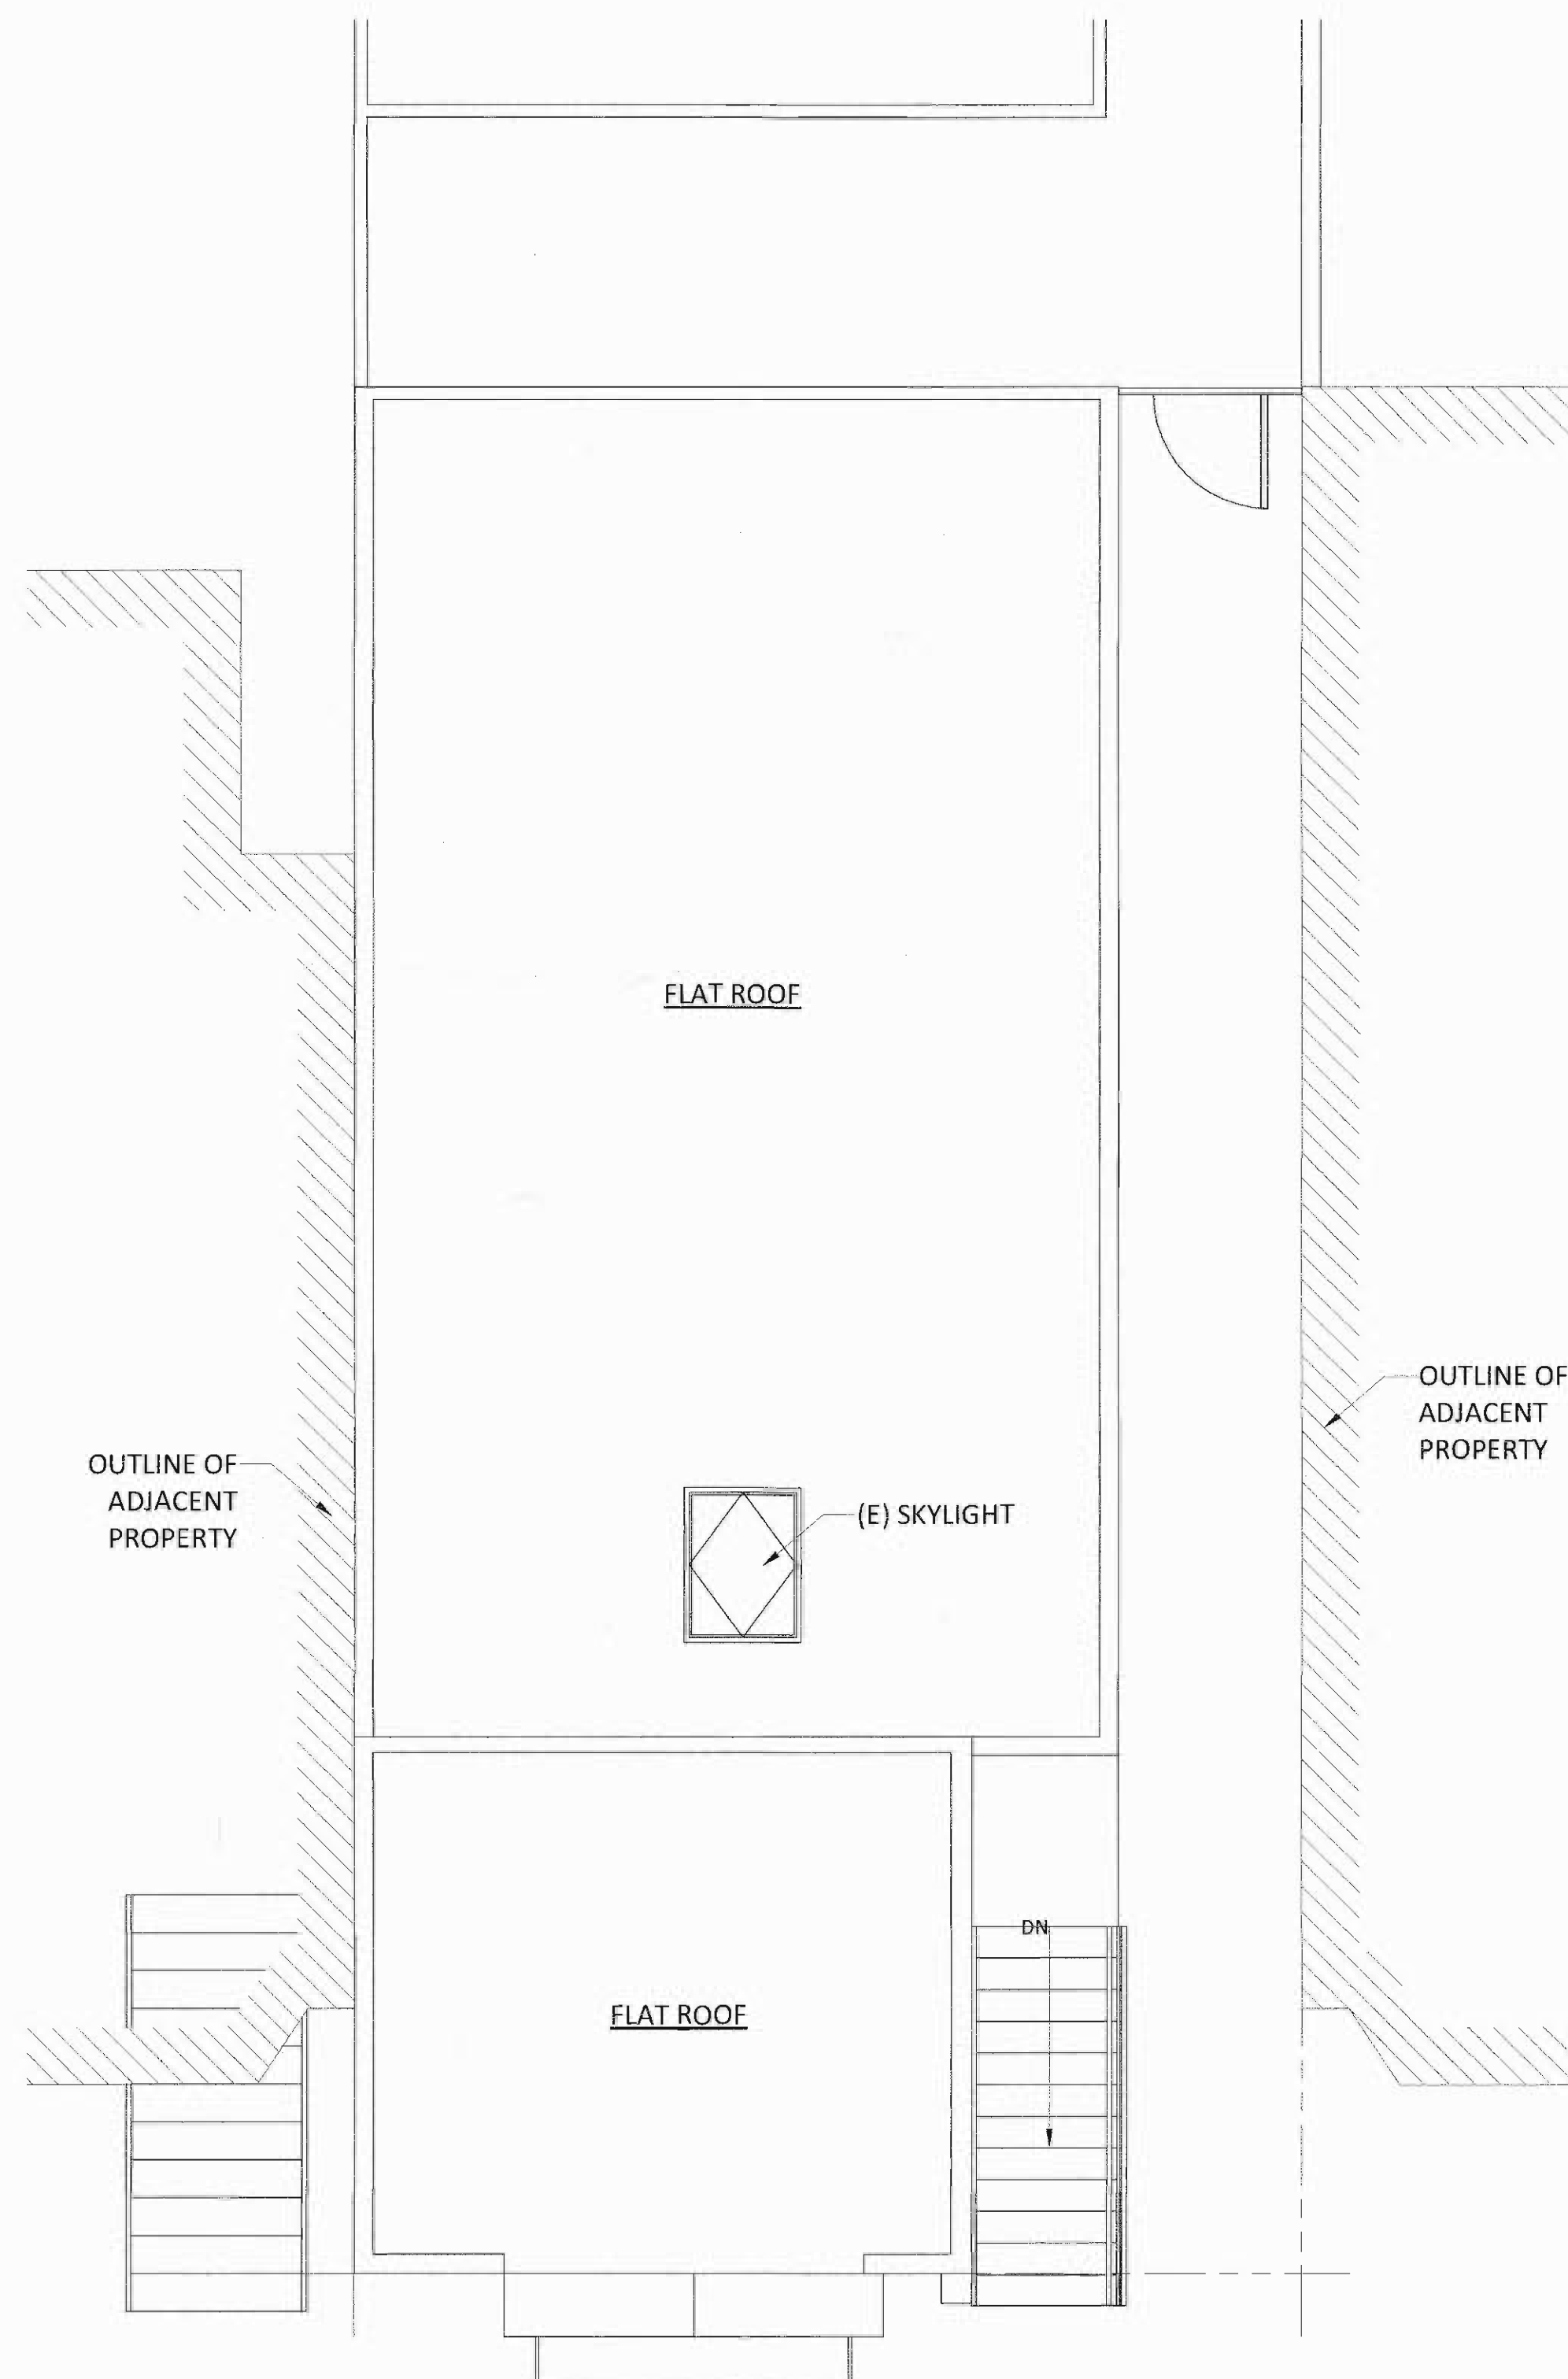 FLAT ROOF
OUTLINE OF
ADJACENT
PROPERTY
OUTLINE OF
ADJACENT
PROPERTY
(E) SKYLIGHT
DN
FLAT ROOF